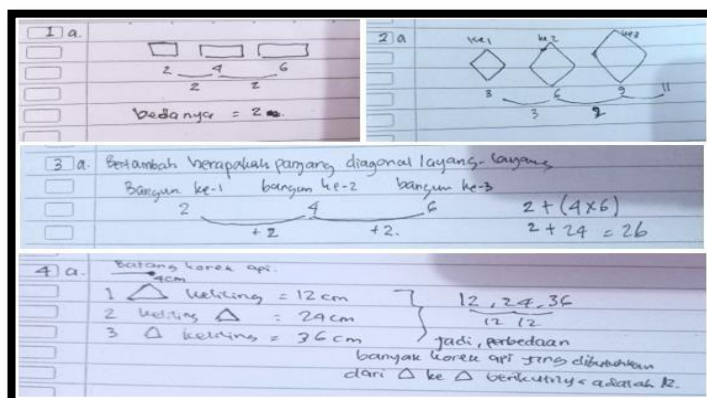 1 a.
2 4 6
2 2
bedanya = 2
2 a
ke 1 ke 2 ke 3
3 6 9 11
3 2
3 a. Bertambah berapakah panjang diagonal layang-layang
Bangun ke-1 bangun ke-2 bangun ke-3
2 4 6 2 + (4x6)
+2 +2. 2 + 24 = 26
4 a. Batang korek api.
4cm
1 △ keliling = 12 cm
2 keliling △ = 24 cm
3 △ keliling = 36 cm
12, 24, 36
12 12
Jadi, perbedaan
banyak korek api yang dibutuhkan
dari △ ke △ berikutnya adalah 12.